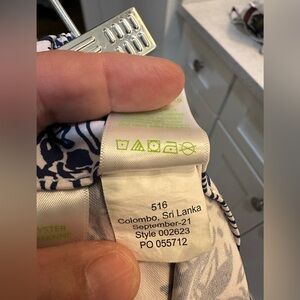 516
Colombo, Sri Lanka
September-21
Style 002623
PO 055712